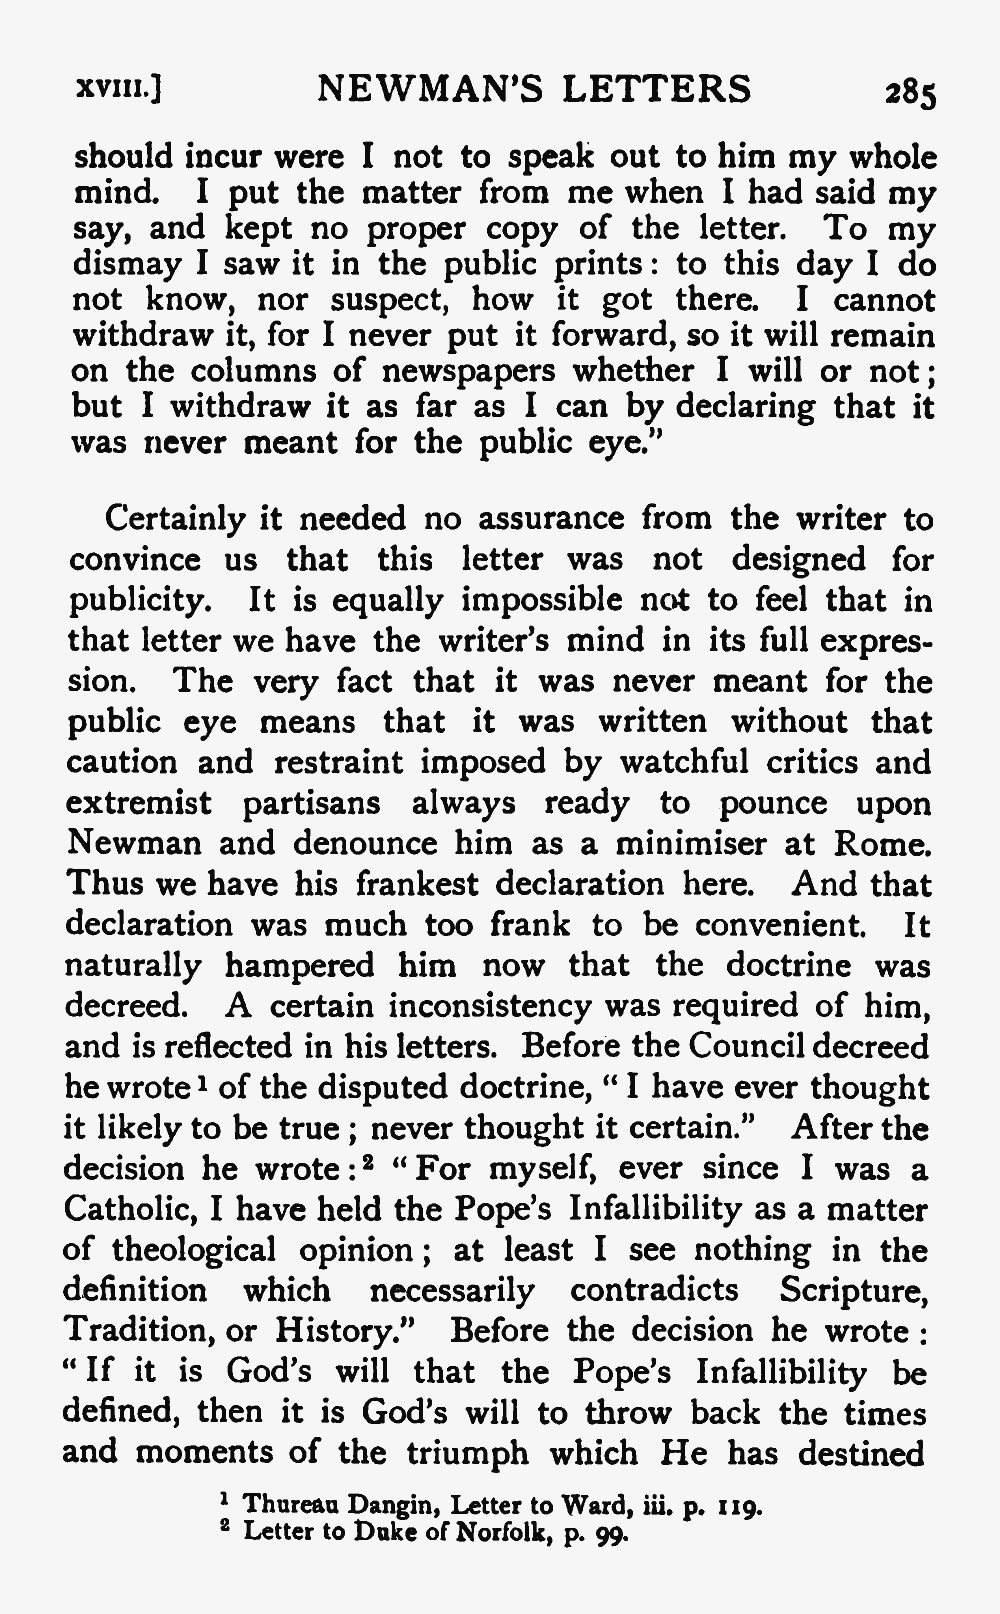 XVIII.] NEWMAN'S LETTERS 285
should incur were I not to speak out to him my whole
mind. I put the matter from me when I had said my
say, and kept no proper copy of the letter. To my
dismay I saw it in the public prints: to this day I do
not know, nor suspect, how it got there. I cannot
withdraw it, for I never put it forward, so it will remain
on the columns of newspapers whether I will or not;
but I withdraw it as far as I can by declaring that it
was never meant for the public eye."
Certainly it needed no assurance from the writer to
convince us that this letter was not designed for
publicity. It is equally impossible not to feel that in
that letter we have the writer's mind in its full expres-
sion. The very fact that it was never meant for the
public eye means that it was written without that
caution and restraint imposed by watchful critics and
extremist partisans always ready to pounce upon
Newman and denounce him as a minimiser at Rome.
Thus we have his frankest declaration here. And that
declaration was much too frank to be convenient. It
naturally hampered him now that the doctrine was
decreed. A certain inconsistency was required of him,
and is reflected in his letters. Before the Council decreed
he wrote¹ of the disputed doctrine, "I have ever thought
it likely to be true; never thought it certain." After the
decision he wrote:² "For myself, ever since I was a
Catholic, I have held the Pope's Infallibility as a matter
of theological opinion; at least I see nothing in the
definition which necessarily contradicts Scripture,
Tradition, or History." Before the decision he wrote:
"If it is God's will that the Pope's Infallibility be
defined, then it is God's will to throw back the times
and moments of the triumph which He has destined
¹ Thureau Dangin, Letter to Ward, iii. p. 119.
² Letter to Duke of Norfolk, p. 99.